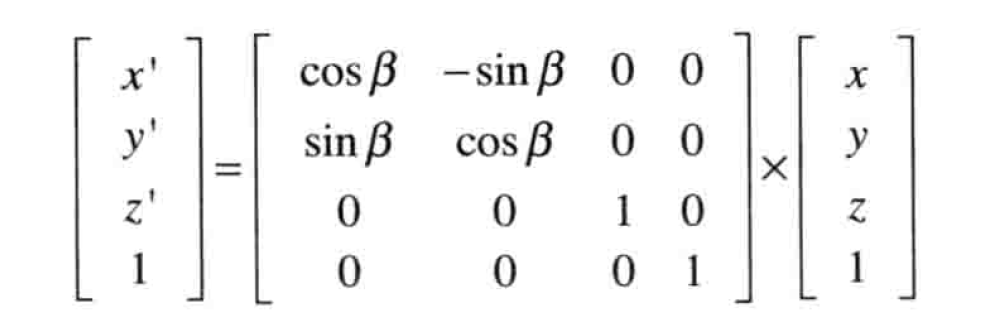 x' cos β −sin β 0 0 x
y' sin β cos β 0 0 y
= ×
z' 0 0 1 0 z
1 0 0 0 1 1